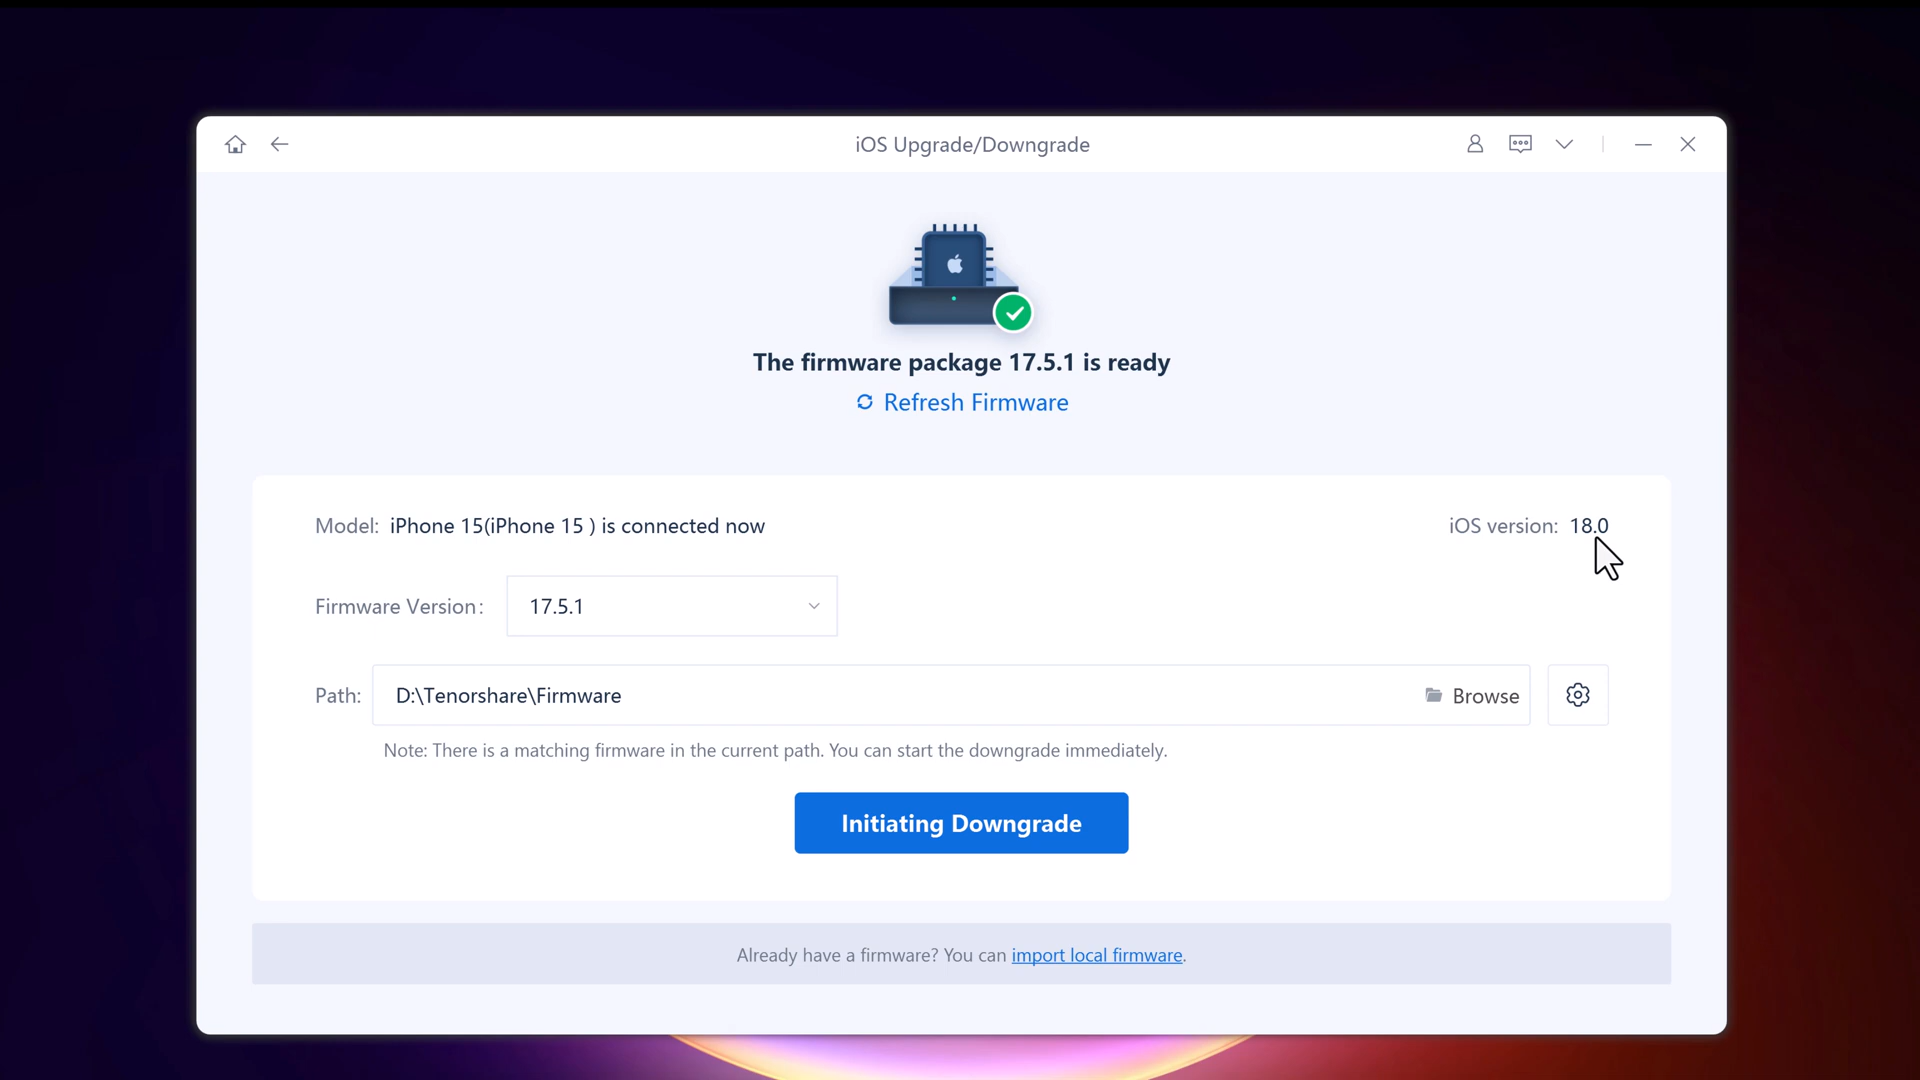 iOS Upgrade/Downgrade
The firmware package 17.5.1 is ready
Refresh Firmware
Model: iPhone 15(iPhone 15 ) is connected now
iOS version: 18.0
Firmware Version: 17.5.1
Path: D:\Tenorshare\Firmware Browse
Note: There is a matching firmware in the current path. You can start the downgrade immediately.
Initiating Downgrade
Already have a firmware? You can import local firmware.